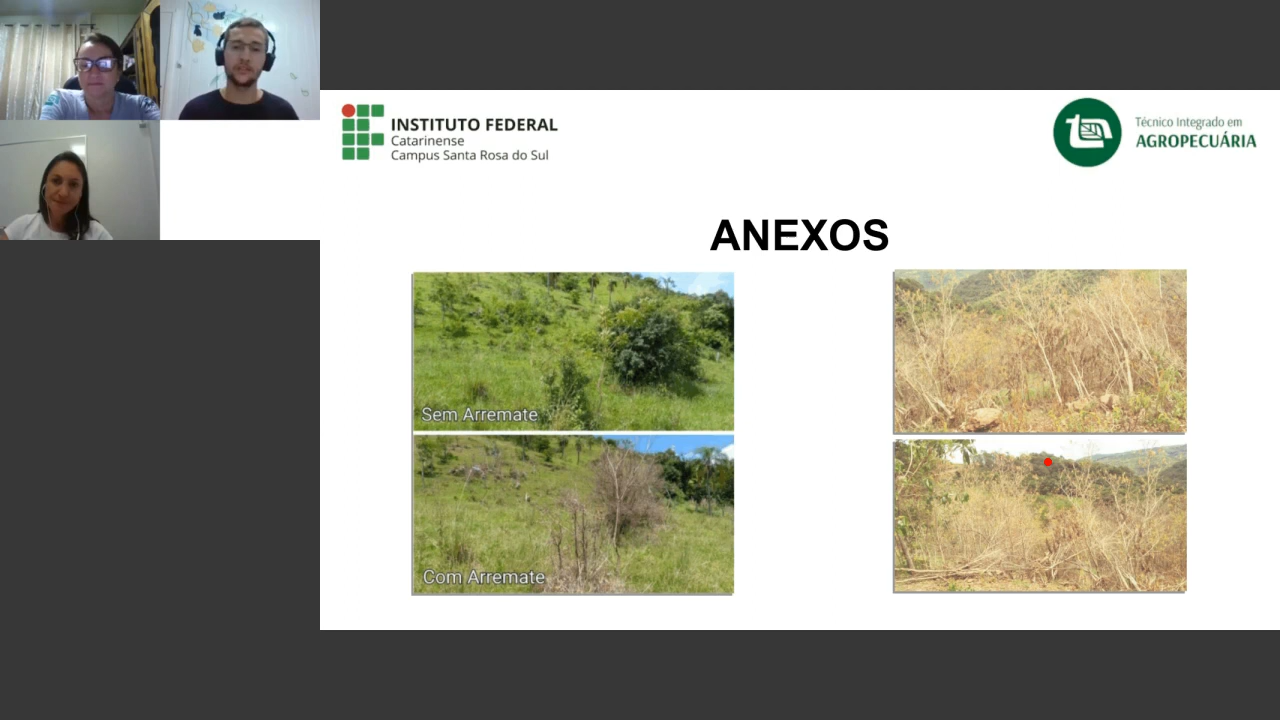 INSTITUTO FEDERAL
Catarinense
Campus Santa Rosa do Sul
Técnico Integrado em
AGROPECUÁRIA
ANEXOS
Sem Arremate
Com Arremate